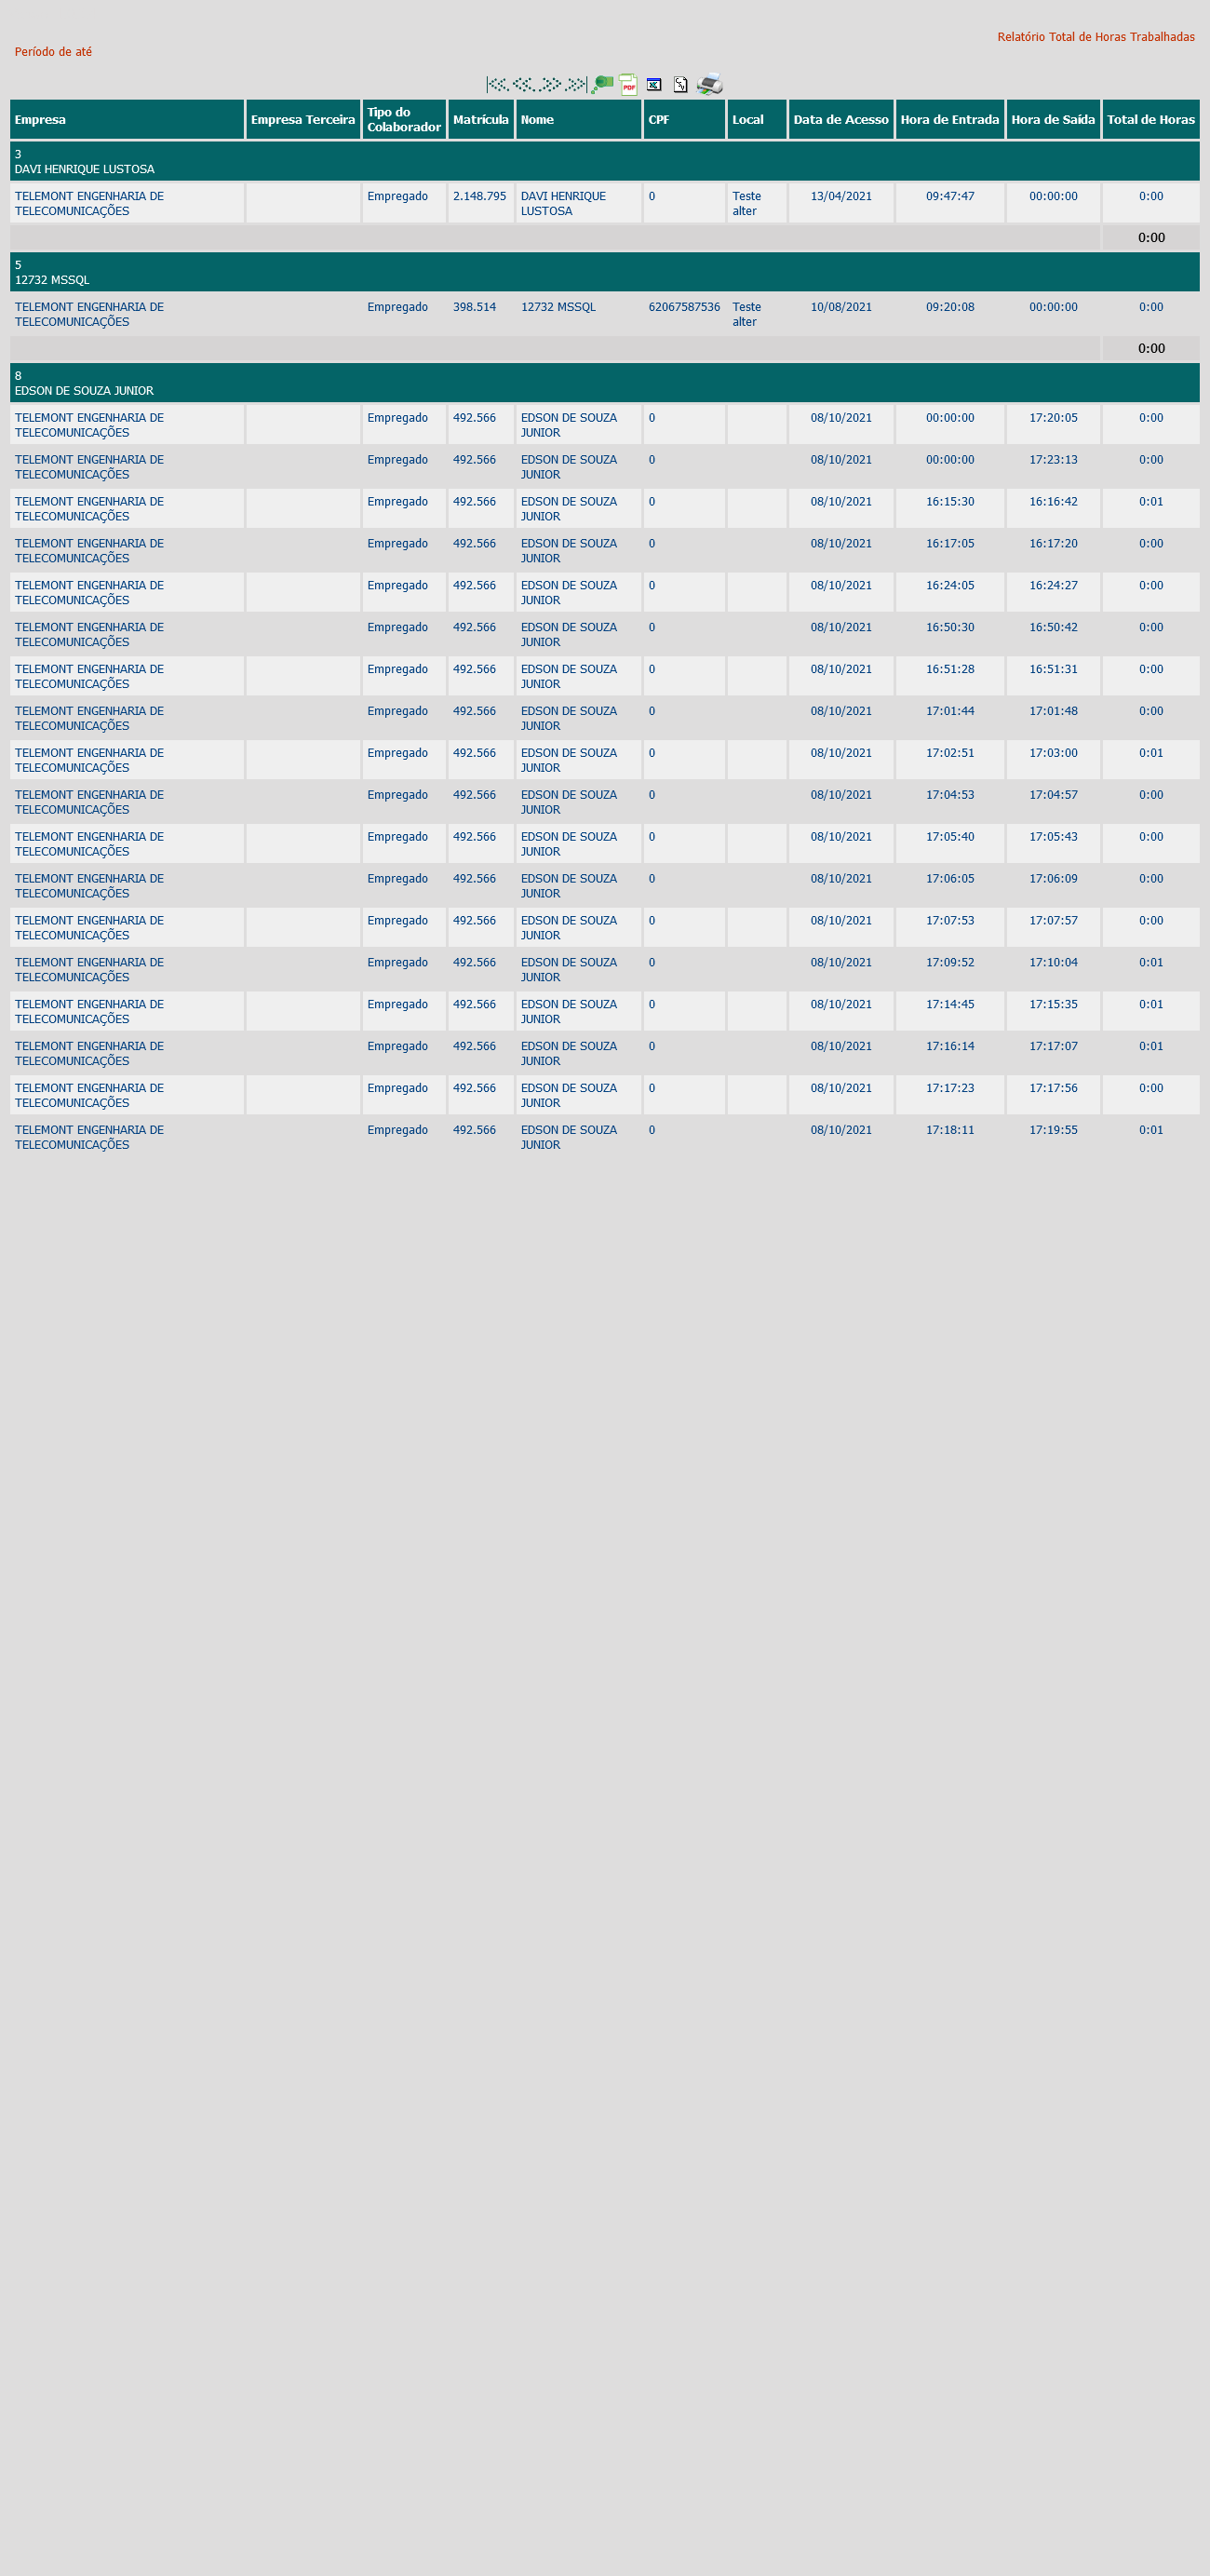 Relatório Total de Horas Trabalhadas
Período de até
PDF
Empresa Empresa Terceira Tipo do Colaborador Matrícula Nome CPF Local Data de Acesso Hora de Entrada Hora de Saída Total de Horas
3
DAVI HENRIQUE LUSTOSA
TELEMONT ENGENHARIA DE Empregado 2.148.795 DAVI HENRIQUE 0 Teste 13/04/2021 09:47:47 00:00:00 0:00
TELECOMUNICAÇÕES LUSTOSA alter
0:00
5
12732 MSSQL
TELEMONT ENGENHARIA DE Empregado 398.514 12732 MSSQL 62067587536 Teste 10/08/2021 09:20:08 00:00:00 0:00
TELECOMUNICAÇÕES alter
0:00
8
EDSON DE SOUZA JUNIOR
TELEMONT ENGENHARIA DE Empregado 492.566 EDSON DE SOUZA 0 08/10/2021 00:00:00 17:20:05 0:00
TELECOMUNICAÇÕES JUNIOR
TELEMONT ENGENHARIA DE Empregado 492.566 EDSON DE SOUZA 0 08/10/2021 00:00:00 17:23:13 0:00
TELECOMUNICAÇÕES JUNIOR
TELEMONT ENGENHARIA DE Empregado 492.566 EDSON DE SOUZA 0 08/10/2021 16:15:30 16:16:42 0:01
TELECOMUNICAÇÕES JUNIOR
TELEMONT ENGENHARIA DE Empregado 492.566 EDSON DE SOUZA 0 08/10/2021 16:17:05 16:17:20 0:00
TELECOMUNICAÇÕES JUNIOR
TELEMONT ENGENHARIA DE Empregado 492.566 EDSON DE SOUZA 0 08/10/2021 16:24:05 16:24:27 0:00
TELECOMUNICAÇÕES JUNIOR
TELEMONT ENGENHARIA DE Empregado 492.566 EDSON DE SOUZA 0 08/10/2021 16:50:30 16:50:42 0:00
TELECOMUNICAÇÕES JUNIOR
TELEMONT ENGENHARIA DE Empregado 492.566 EDSON DE SOUZA 0 08/10/2021 16:51:28 16:51:31 0:00
TELECOMUNICAÇÕES JUNIOR
TELEMONT ENGENHARIA DE Empregado 492.566 EDSON DE SOUZA 0 08/10/2021 17:01:44 17:01:48 0:00
TELECOMUNICAÇÕES JUNIOR
TELEMONT ENGENHARIA DE Empregado 492.566 EDSON DE SOUZA 0 08/10/2021 17:02:51 17:03:00 0:01
TELECOMUNICAÇÕES JUNIOR
TELEMONT ENGENHARIA DE Empregado 492.566 EDSON DE SOUZA 0 08/10/2021 17:04:53 17:04:57 0:00
TELECOMUNICAÇÕES JUNIOR
TELEMONT ENGENHARIA DE Empregado 492.566 EDSON DE SOUZA 0 08/10/2021 17:05:40 17:05:43 0:00
TELECOMUNICAÇÕES JUNIOR
TELEMONT ENGENHARIA DE Empregado 492.566 EDSON DE SOUZA 0 08/10/2021 17:06:05 17:06:09 0:00
TELECOMUNICAÇÕES JUNIOR
TELEMONT ENGENHARIA DE Empregado 492.566 EDSON DE SOUZA 0 08/10/2021 17:07:53 17:07:57 0:00
TELECOMUNICAÇÕES JUNIOR
TELEMONT ENGENHARIA DE Empregado 492.566 EDSON DE SOUZA 0 08/10/2021 17:09:52 17:10:04 0:01
TELECOMUNICAÇÕES JUNIOR
TELEMONT ENGENHARIA DE Empregado 492.566 EDSON DE SOUZA 0 08/10/2021 17:14:45 17:15:35 0:01
TELECOMUNICAÇÕES JUNIOR
TELEMONT ENGENHARIA DE Empregado 492.566 EDSON DE SOUZA 0 08/10/2021 17:16:14 17:17:07 0:01
TELECOMUNICAÇÕES JUNIOR
TELEMONT ENGENHARIA DE Empregado 492.566 EDSON DE SOUZA 0 08/10/2021 17:17:23 17:17:56 0:00
TELECOMUNICAÇÕES JUNIOR
TELEMONT ENGENHARIA DE Empregado 492.566 EDSON DE SOUZA 0 08/10/2021 17:18:11 17:19:55 0:01
TELECOMUNICAÇÕES JUNIOR